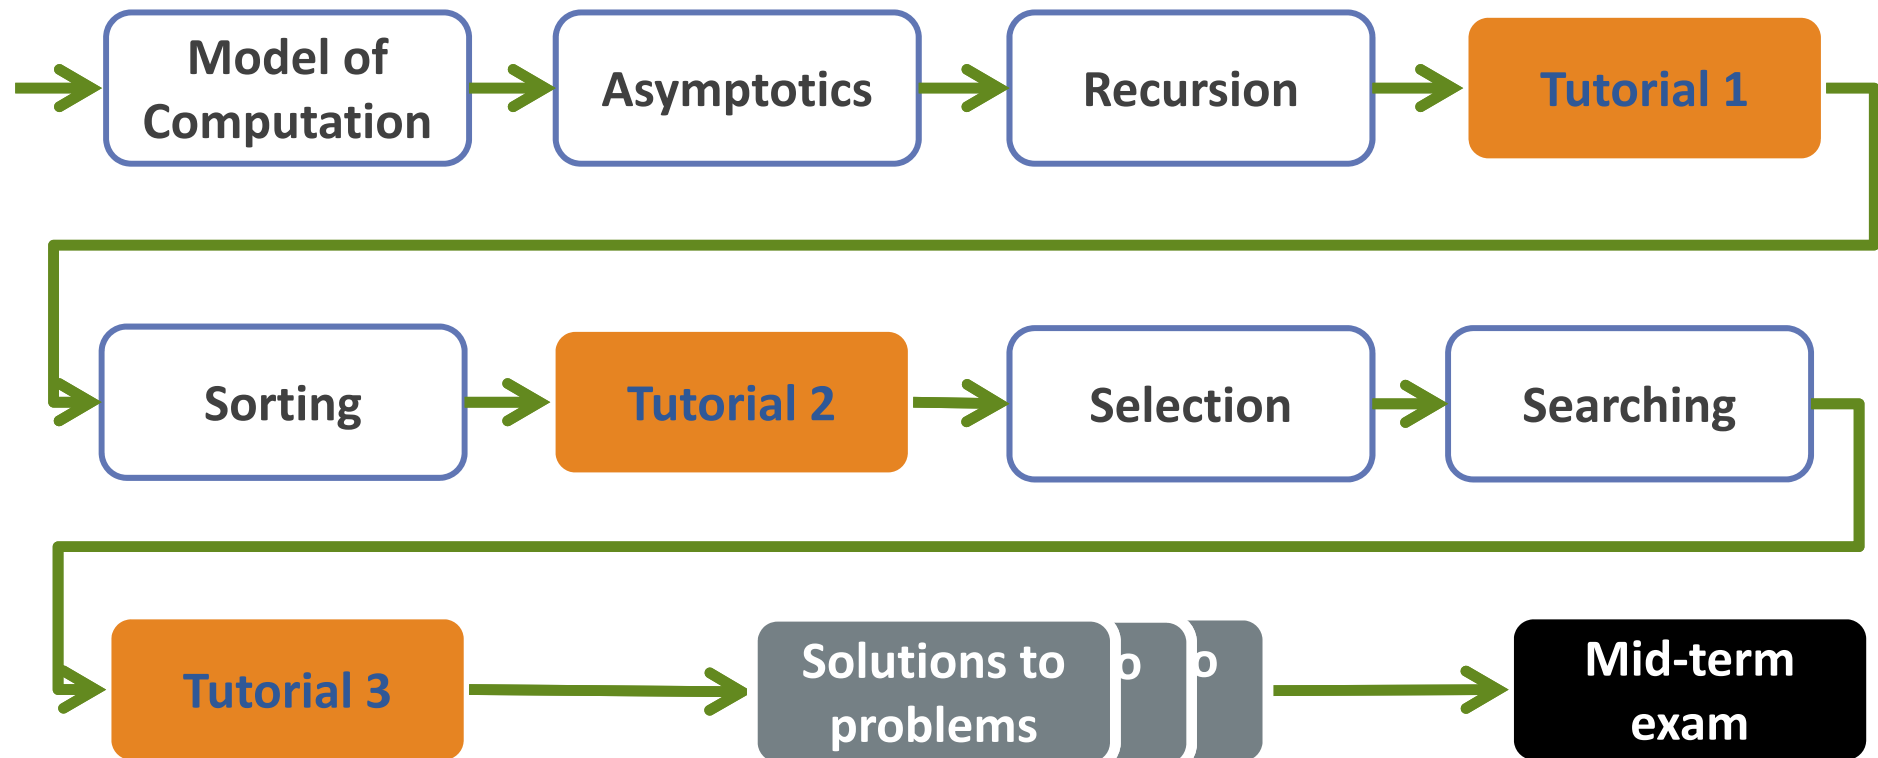 Model of
Computation
Asymptotics
Recursion
Tutorial 1
Sorting
Tutorial 2
Selection
Searching
Tutorial 3
Solutions to
problems
o
o
Mid-term
exam